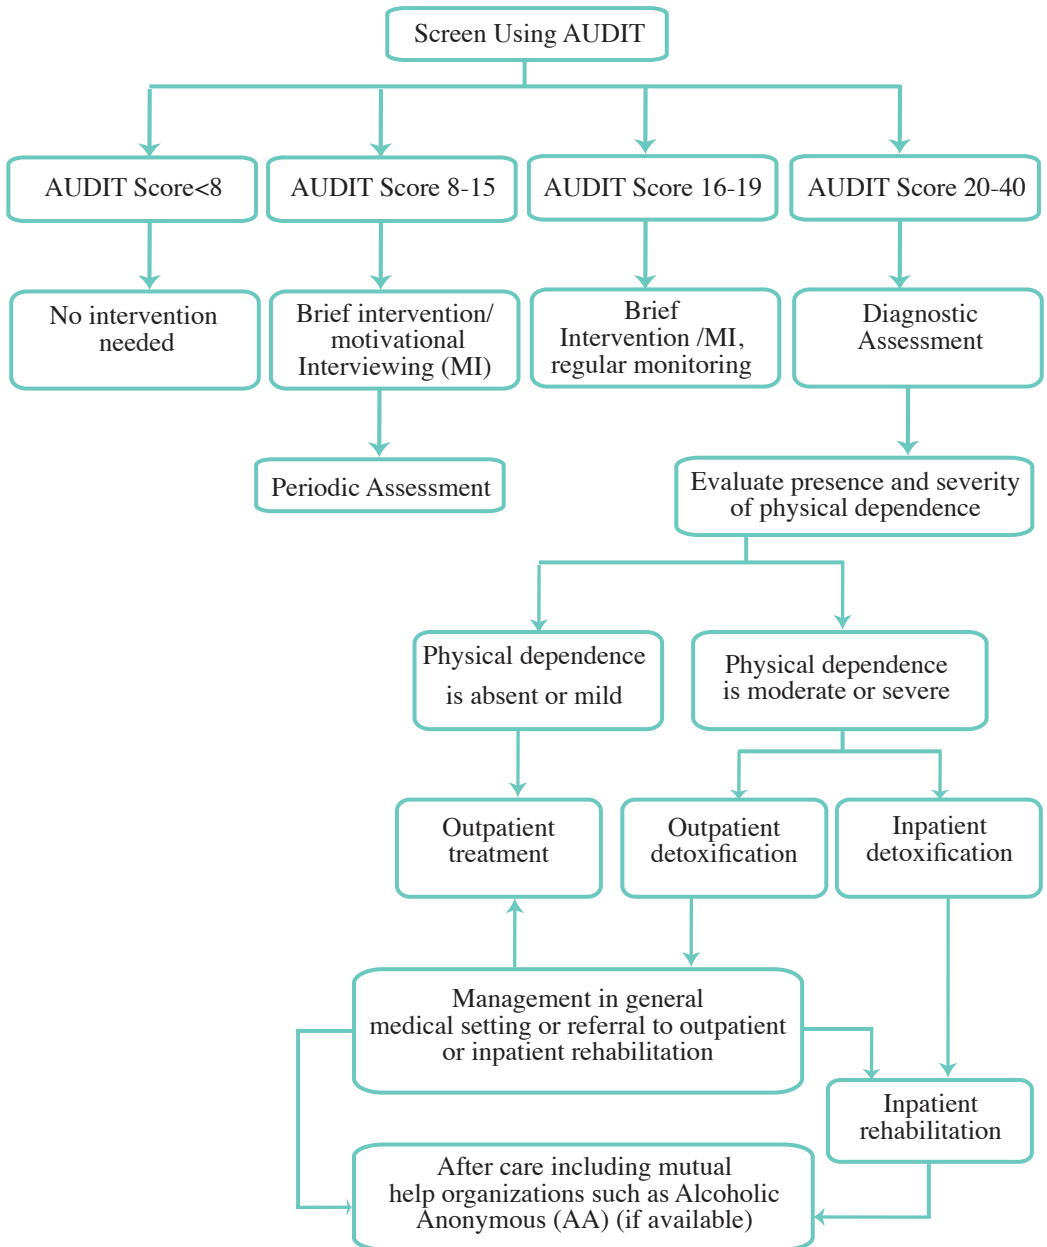 Screen Using AUDIT
AUDIT Score<8
AUDIT Score 8-15
AUDIT Score 16-19
AUDIT Score 20-40
No intervention
needed
Brief intervention/
motivational
Interviewing (MI)
Brief
Intervention /MI,
regular monitoring
Diagnostic
Assessment
Periodic Assessment
Evaluate presence and severity
of physical dependence
Physical dependence
is absent or mild
Physical dependence
is moderate or severe
Outpatient
treatment
Outpatient
detoxification
Inpatient
detoxification
Management in general
medical setting or referral to outpatient
or inpatient rehabilitation
Inpatient
rehabilitation
After care including mutual
help organizations such as Alcoholic
Anonymous (AA) (if available)